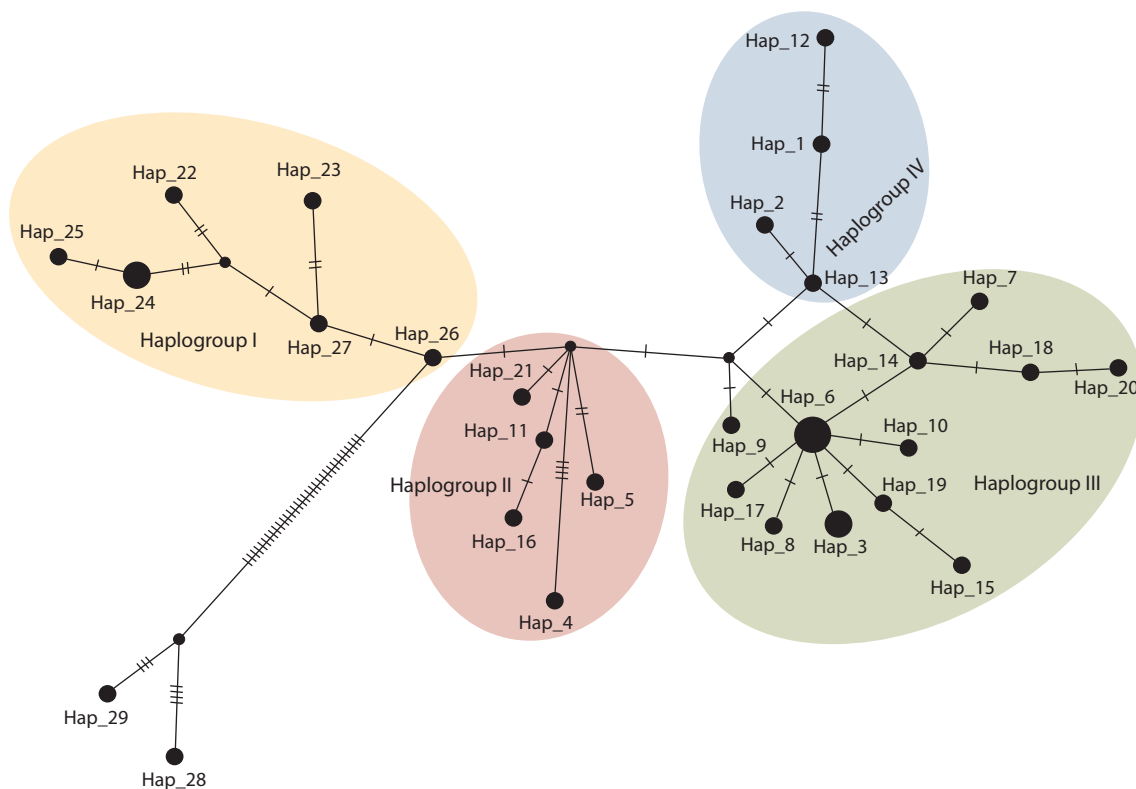 Hap_12
Hap_1
Hap_22
Hap_23
Hap_2
Haplogroup IV
Hap_25
Hap_24
Hap_13
Hap_7
Haplogroup I
Hap_27
Hap_26
Hap_14
Hap_18
Hap_20
Hap_21
Hap_6
Hap_11
Hap_9
Hap_10
Haplogroup II
Hap_5
Hap_19
Haplogroup III
Hap_17
Hap_16
Hap_8
Hap_3
Hap_15
Hap_4
Hap_29
Hap_28